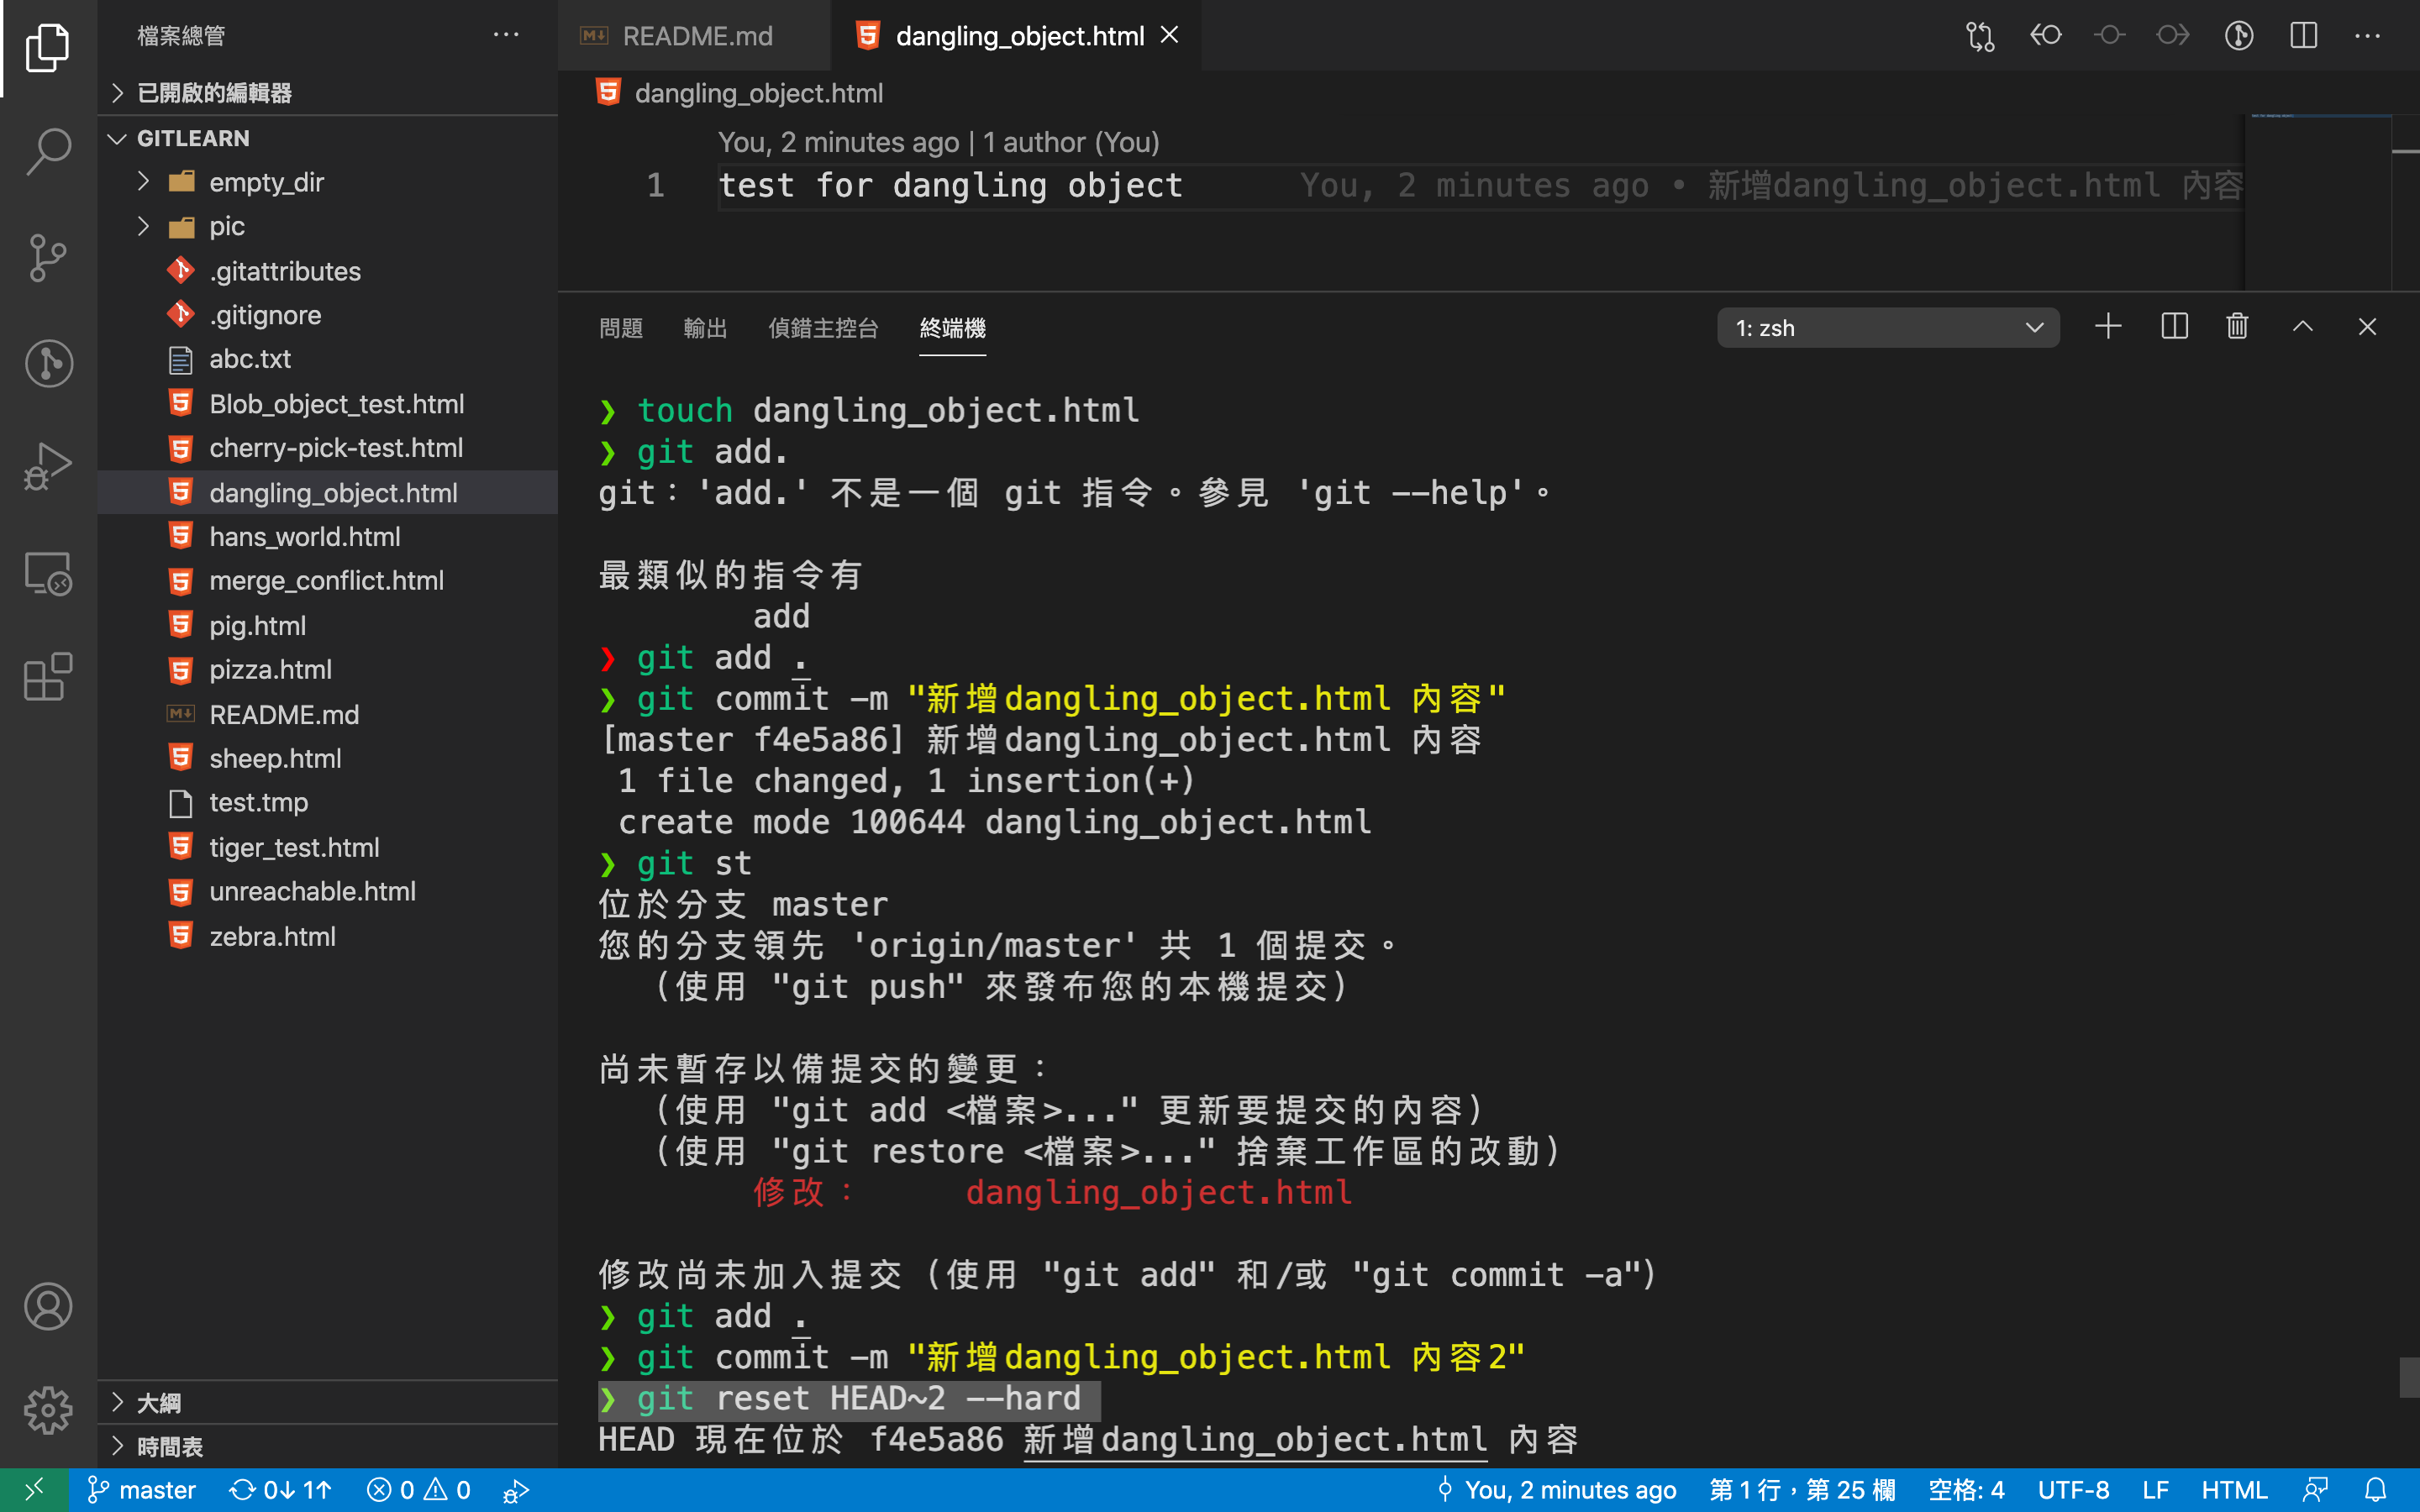 檔案總管
已開啟的編輯器
GITLEARN
empty_dir
pic
.gitattributes
.gitignore
abc.txt
Blob_object_test.html
cherry-pick-test.html
dangling_object.html
hans_world.html
merge_conflict.html
pig.html
pizza.html
README.md
sheep.html
test.tmp
tiger_test.html
unreachable.html
zebra.html
大綱
時間表
README.md
dangling_object.html
dangling_object.html
You, 2 minutes ago | 1 author (You)
1 test for dangling object You, 2 minutes ago • 新增dangling_object.html 內容
問題 輸出 偵錯主控台 終端機
1: zsh
❯ touch dangling_object.html
❯ git add.
git：'add.' 不是一個 git 指令。參見 'git --help'。
最類似的指令有
add
❯ git add .
❯ git commit -m "新增dangling_object.html 內容"
[master f4e5a86] 新增dangling_object.html 內容
1 file changed, 1 insertion(+)
create mode 100644 dangling_object.html
❯ git st
位於分支 master
您的分支領先 'origin/master' 共 1 個提交。
（使用 "git push" 來發布您的本機提交）
尚未暫存以備提交的變更：
（使用 "git add <檔案>..." 更新要提交的內容）
（使用 "git restore <檔案>..." 捨棄工作區的改動）
修改： dangling_object.html
修改尚未加入提交（使用 "git add" 和/或 "git commit -a"）
❯ git add .
❯ git commit -m "新增dangling_object.html 內容2"
❯ git reset HEAD~2 --hard
HEAD 現在位於 f4e5a86 新增dangling_object.html 內容
master 0↓ 1↑ 0 0 You, 2 minutes ago 第 1 行，第 25 欄 空格: 4 UTF-8 LF HTML